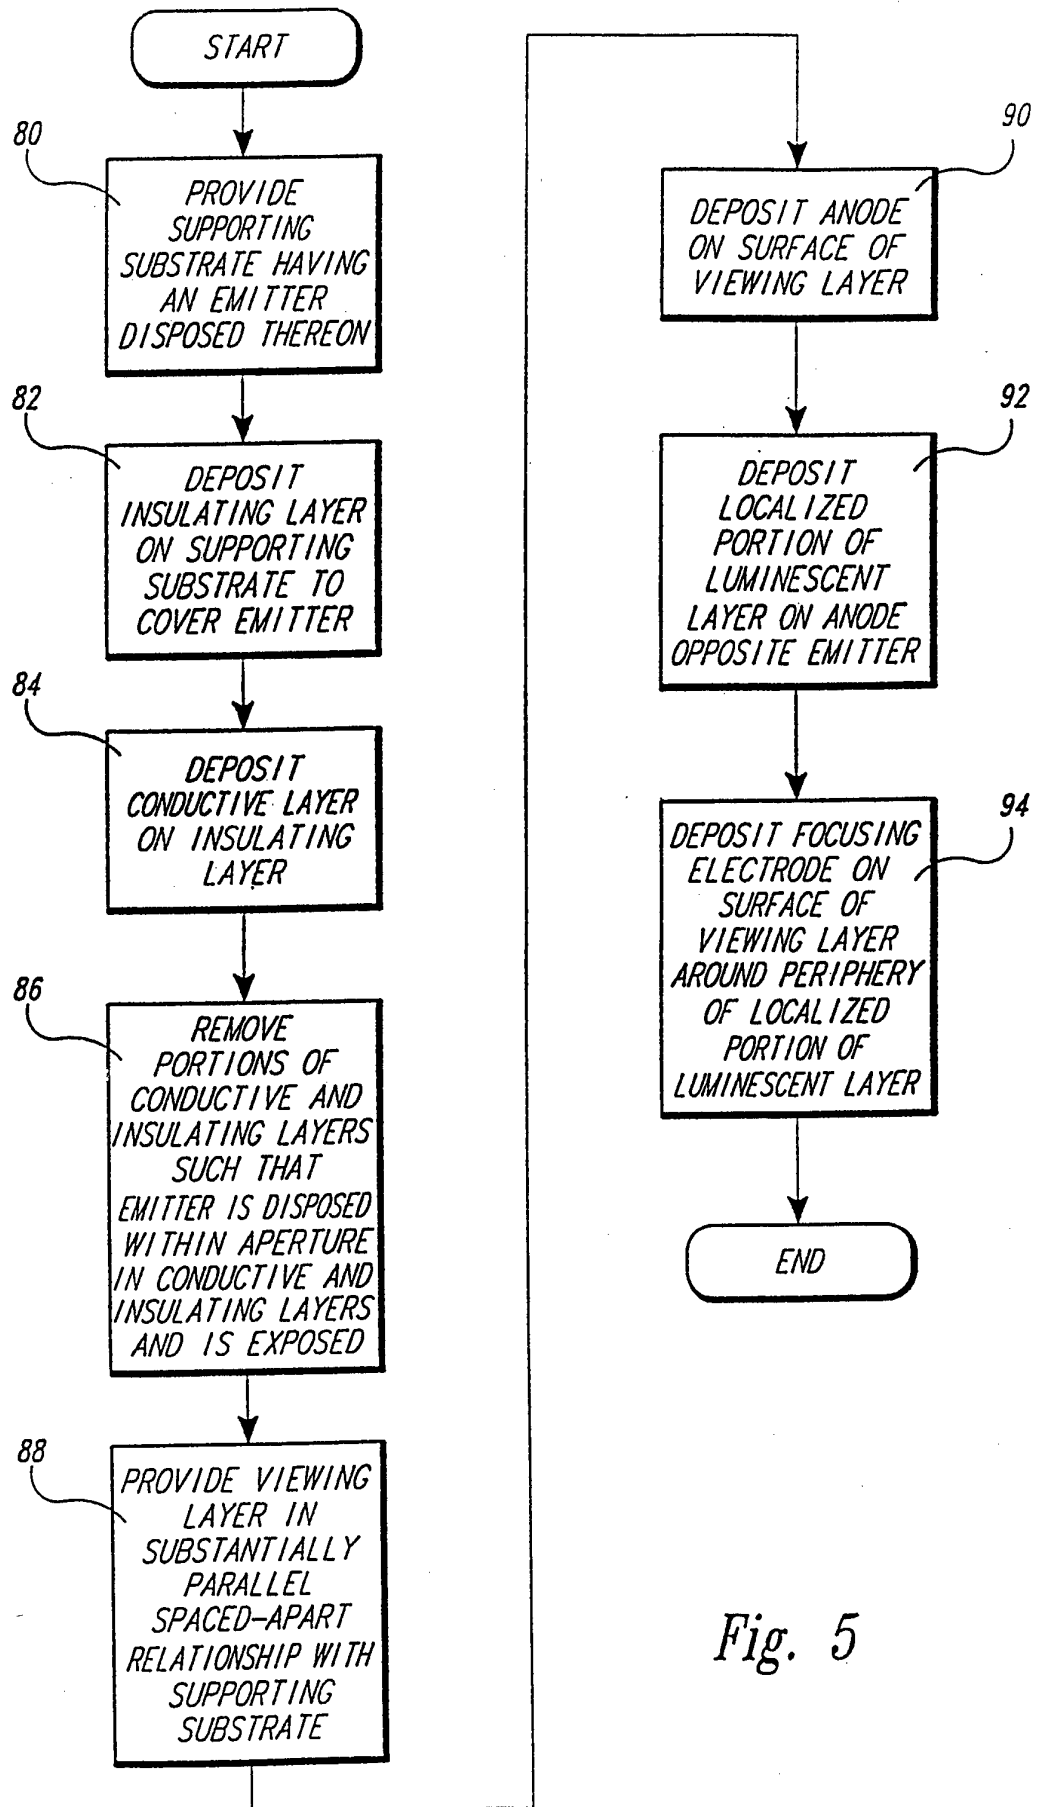 START
80
PROVIDE
SUPPORTING
SUBSTRATE HAVING
AN EMITTER
DISPOSED THEREON
82
DEPOSIT
INSULATING LAYER
ON SUPPORTING
SUBSTRATE TO
COVER EMITTER
84
DEPOSIT
CONDUCTIVE LAYER
ON INSULATING
LAYER
86
REMOVE
PORTIONS OF
CONDUCTIVE AND
INSULATING LAYERS
SUCH THAT
EMITTER IS DISPOSED
WITHIN APERTURE
IN CONDUCTIVE AND
INSULATING LAYERS
AND IS EXPOSED
88
PROVIDE VIEWING
LAYER IN
SUBSTANTIALLY
PARALLEL
SPACED-APART
RELATIONSHIP WITH
SUPPORTING
SUBSTRATE
90
DEPOSIT ANODE
ON SURFACE OF
VIEWING LAYER
92
DEPOSIT
LOCALIZED
PORTION OF
LUMINESCENT
LAYER ON ANODE
OPPOSITE EMITTER
94
DEPOSIT FOCUSING
ELECTRODE ON
SURFACE OF
VIEWING LAYER
AROUND PERIPHERY
OF LOCALIZED
PORTION OF
LUMINESCENT LAYER
END
Fig. 5